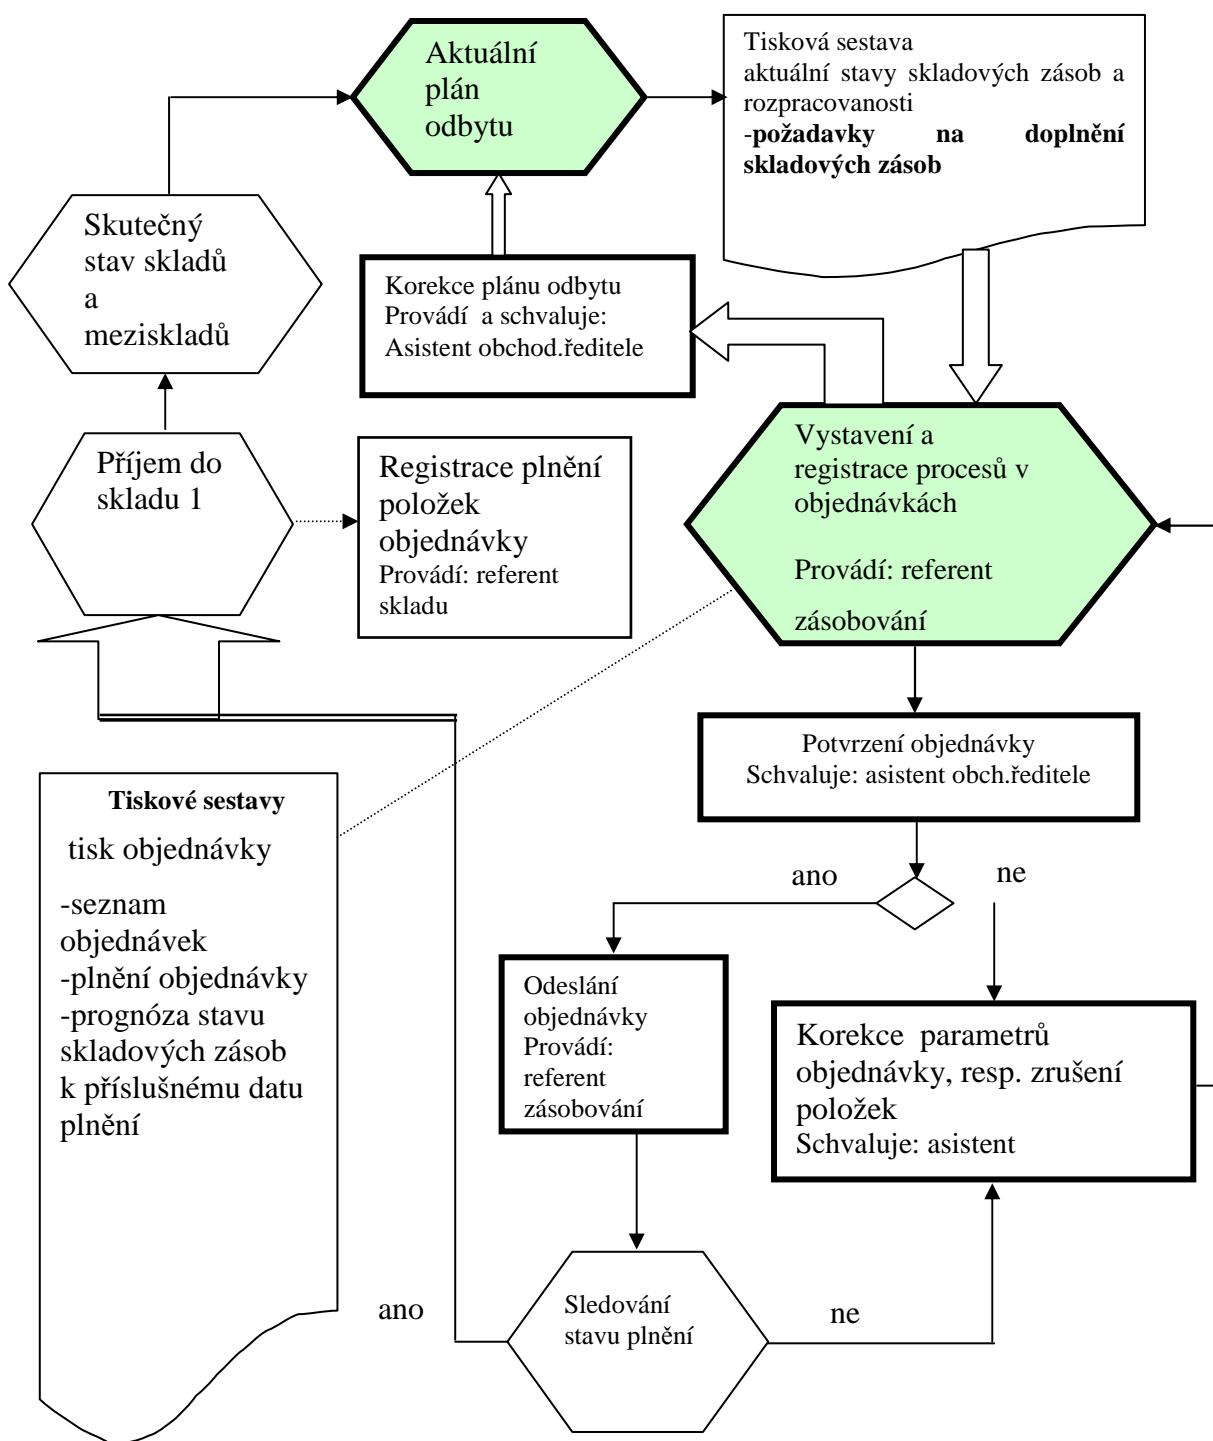 Aktuální
plán
odbytu
Tisková sestava
aktuální stavy skladových zásob a
rozpracovanosti
-požadavky na doplnění
skladových zásob
Skutečný
stav skladů
a
meziskladů
Korekce plánu odbytu
Provádí a schvaluje:
Asistent obchod.ředitele
Příjem do
skladu 1
Registrace plnění
položek
objednávky
Provádí: referent
skladu
Vystavení a
registrace procesů v
objednávkách
Provádí: referent
zásobování
Potvrzení objednávky
Schvaluje: asistent obch.ředitele
Tiskové sestavy
tisk objednávky
-seznam
objednávek
-plnění objednávky
-prognóza stavu
skladových zásob
k příslušnému datu
plnění
ano
ne
Odeslání
objednávky
Provádí:
referent
zásobování
Korekce parametrů
objednávky, resp. zrušení
položek
Schvaluje: asistent
ano
Sledování
stavu plnění
ne